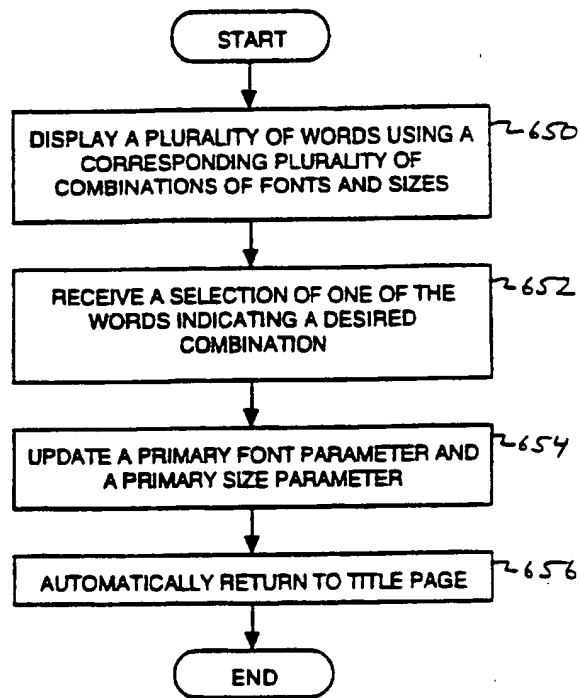 START
DISPLAY A PLURALITY OF WORDS USING A
650
CORRESPONDING PLURALITY OF
COMBINATIONS OF FONTS AND SIZES
RECEIVE A SELECTION OF ONE OF THE
652
WORDS INDICATING A DESIRED
COMBINATION
UPDATE A PRIMARY FONT PARAMETER AND
654
A PRIMARY SIZE PARAMETER
AUTOMATICALLY RETURN TO TITLE PAGE
656
END